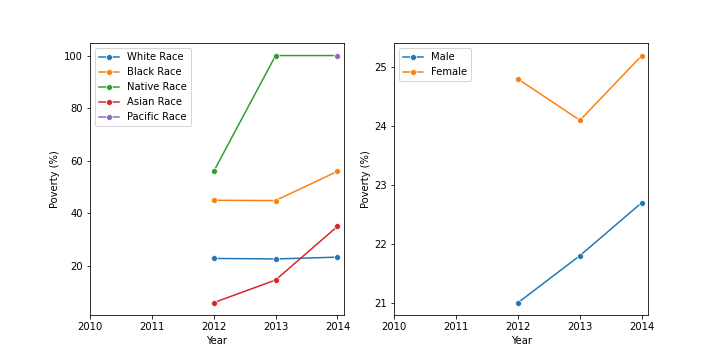 White Race
Black Race
Native Race
Asian Race
Pacific Race
100
80
60
40
20
Poverty (%)
2010 2011 2012 2013 2014
Year
Male
Female
25
24
23
22
21
Poverty (%)
2010 2011 2012 2013 2014
Year